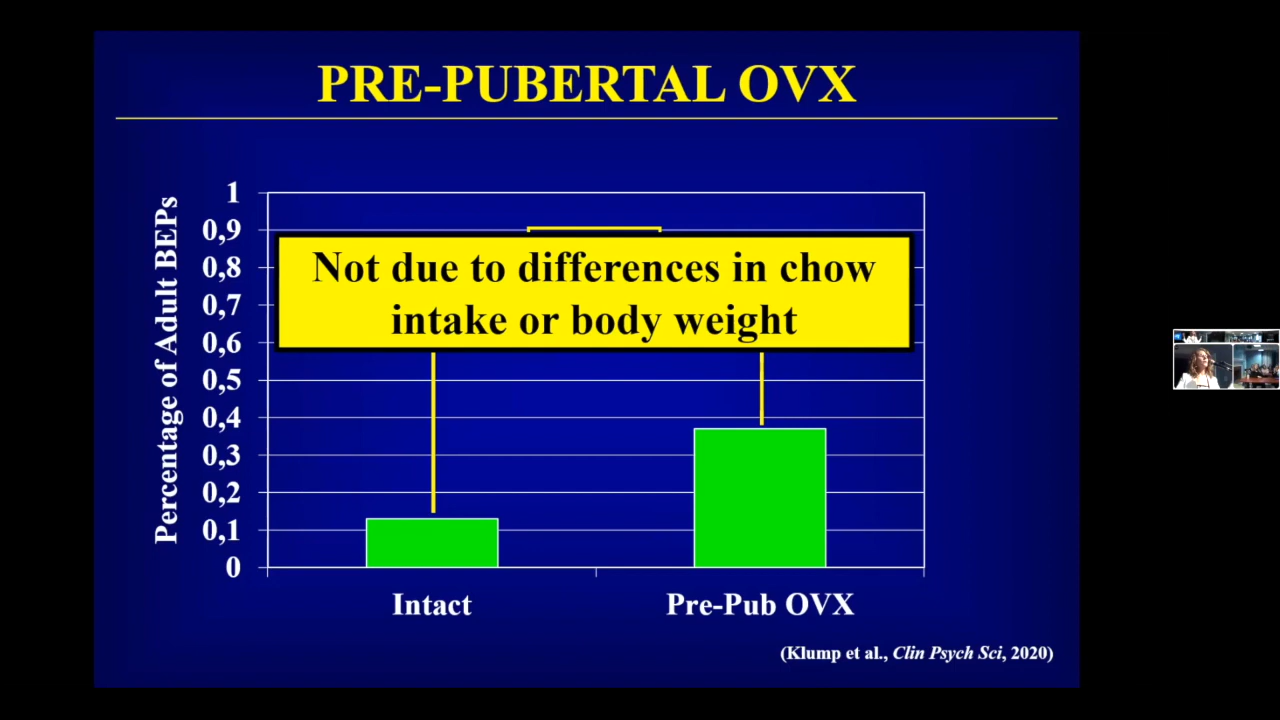 PRE-PUBERTAL OVX
Percentage of Adult BEPs
1
0,9
0,8
0,7
0,6
0,5
0,4
0,3
0,2
0,1
0
Not due to differences in chow
intake or body weight
Intact
Pre-Pub OVX
(Klump et al., Clin Psych Sci, 2020)